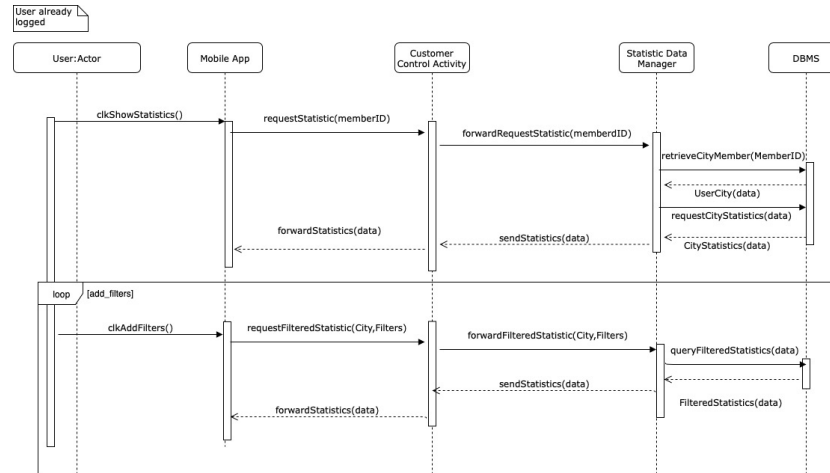 User already
logged
User:Actor
Mobile App
Customer
Control Activity
Statistic Data
Manager
DBMS
clkShowStatistics()
requestStatistic(memberID)
forwardRequestStatistic(memberdID)
retrieveCityMember(MemberID)
UserCity(data)
requestCityStatistics(data)
forwardStatistics(data)
sendStatistics(data)
CityStatistics(data)
loop
[add_filters]
clkAddFilters()
requestFilteredStatistic(City,Filters)
forwardFilteredStatistic(City,Filters)
queryFilteredStatistics(data)
sendStatistics(data)
FilteredStatistics(data)
forwardStatistics(data)